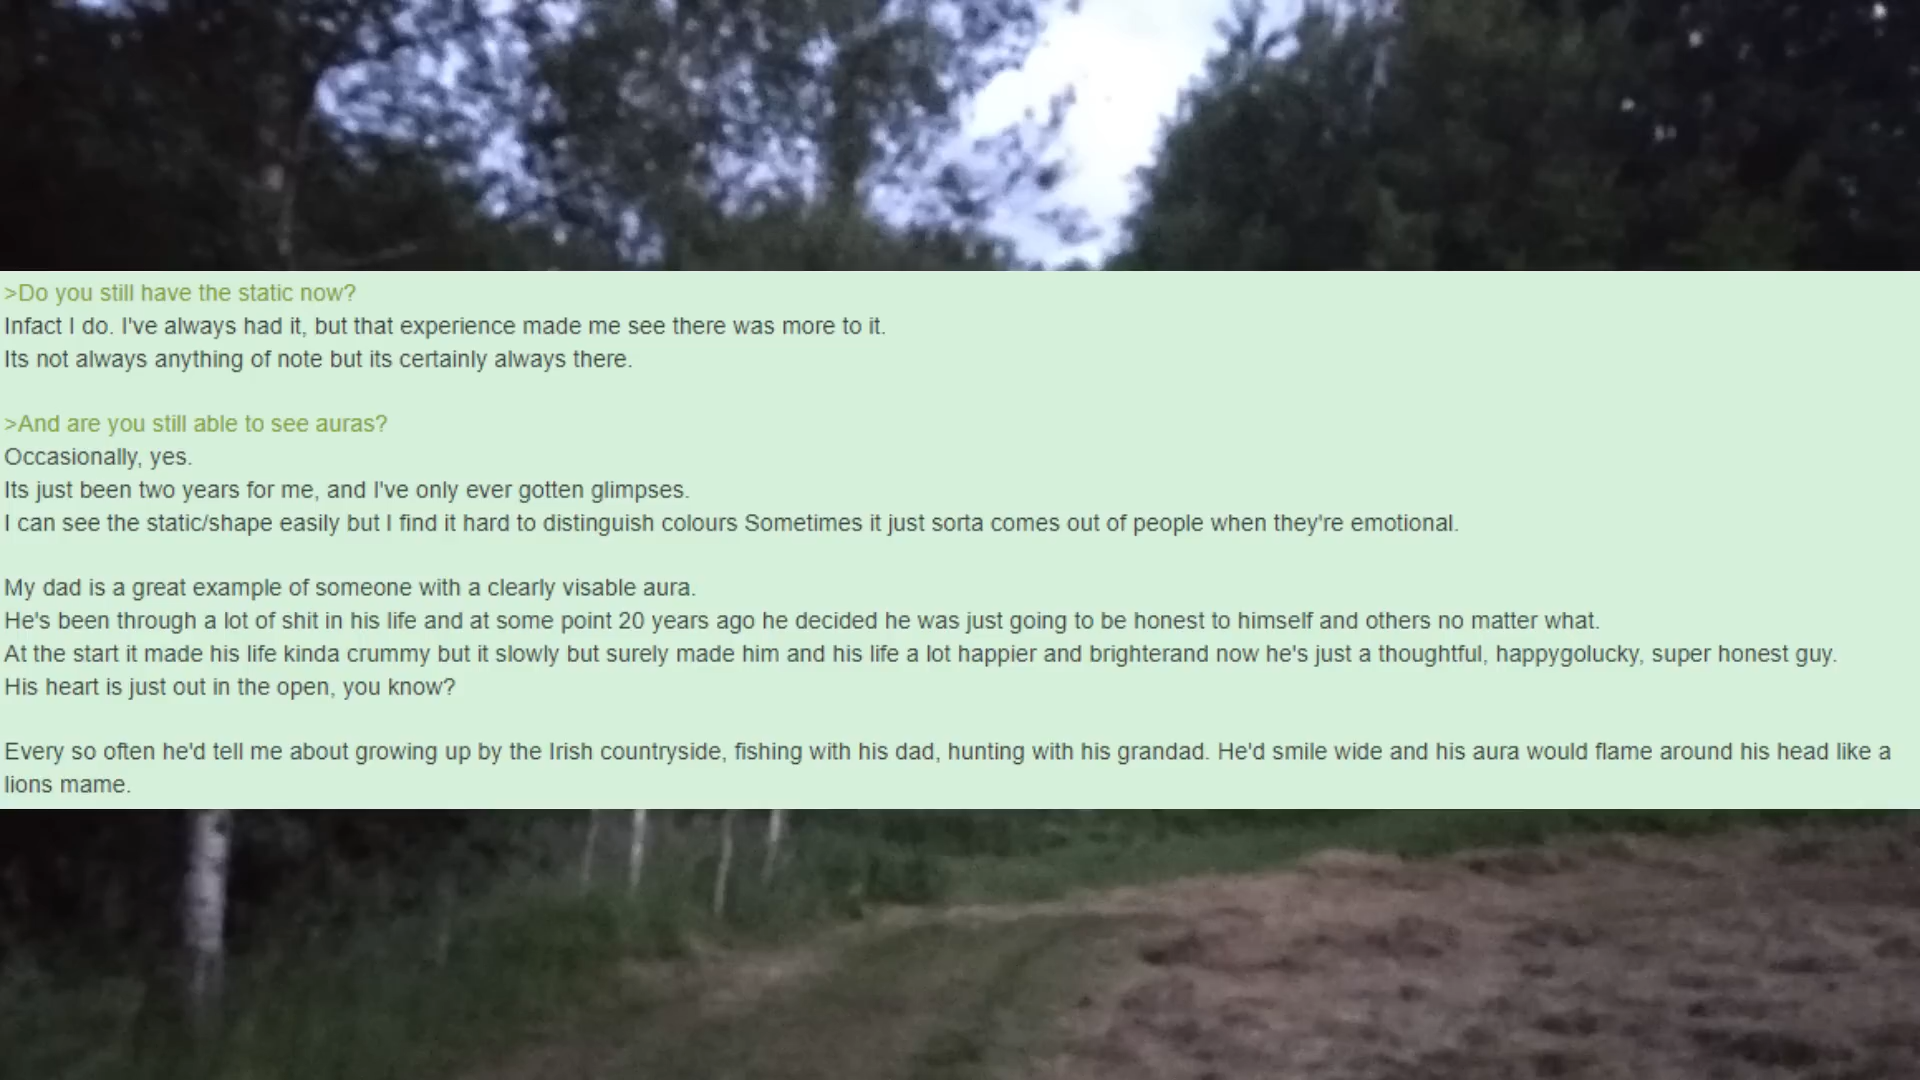 >Do you still have the static now?
Infact I do. I've always had it, but that experience made me see there was more to it.
Its not always anything of note but its certainly always there.
>And are you still able to see auras?
Occasionally, yes.
Its just been two years for me, and I've only ever gotten glimpses.
I can see the static/shape easily but I find it hard to distinguish colours Sometimes it just sorta comes out of people when they're emotional.
My dad is a great example of someone with a clearly visable aura.
He's been through a lot of shit in his life and at some point 20 years ago he decided he was just going to be honest to himself and others no matter what.
At the start it made his life kinda crummy but it slowly but surely made him and his life a lot happier and brighterand now he's just a thoughtful, happygolucky, super honest guy.
His heart is just out in the open, you know?
Every so often he'd tell me about growing up by the Irish countryside, fishing with his dad, hunting with his grandad. He'd smile wide and his aura would flame around his head like a
lions mame.